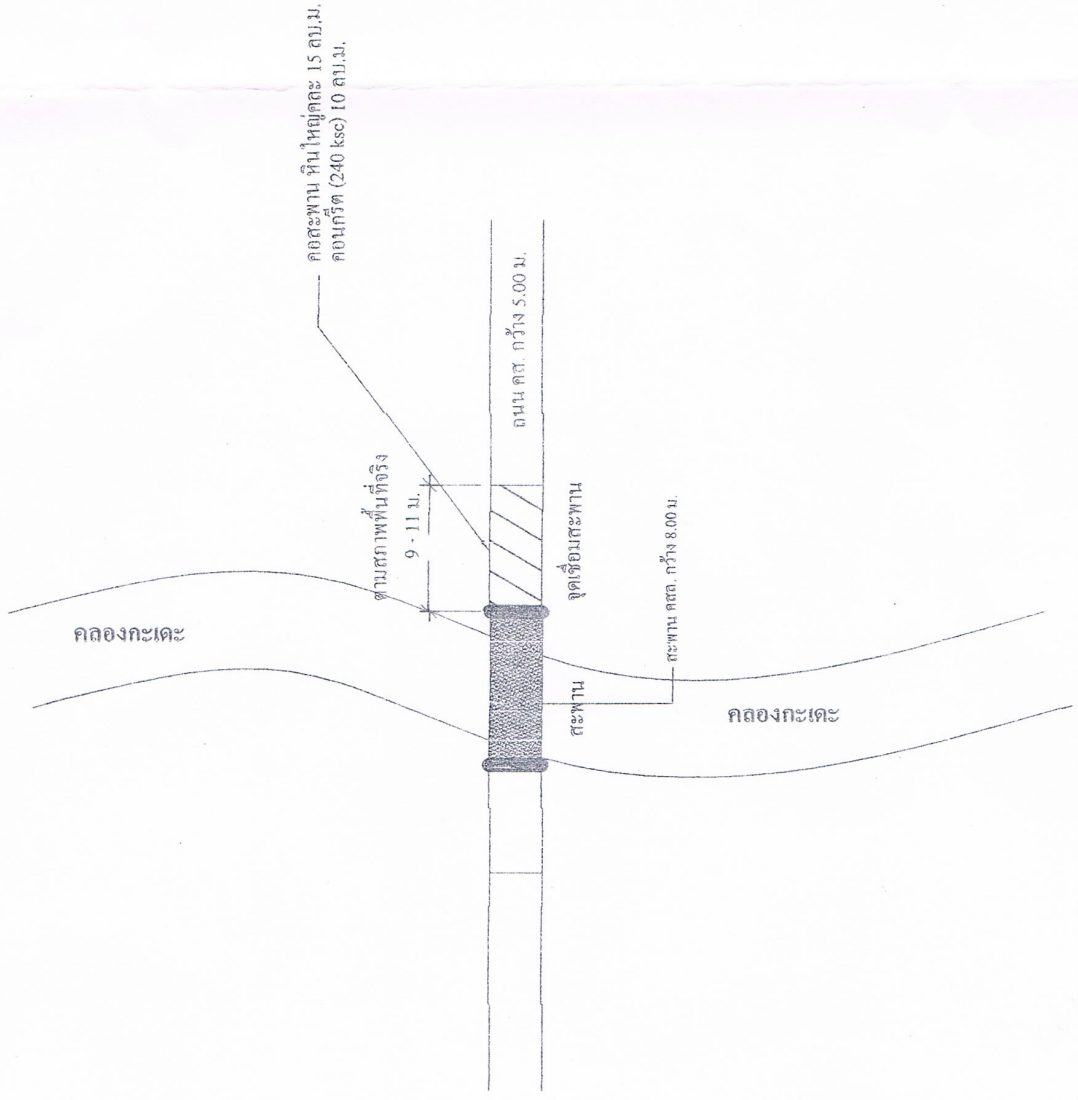 คอสะพาน หินใหญ่คละ 15 ลบ.ม.
คอนกรีต (240 ksc) 10 ลบ.ม.
ตามสภาพพื้นที่จริง
9 - 11 ม.
ถนน คส. กว้าง 5.00 ม.
คลองกะเดะ
จุดเชื่อมสะพาน
สะพาน
สะพาน คสล. กว้าง 8.00 ม.
คลองกะเดะ